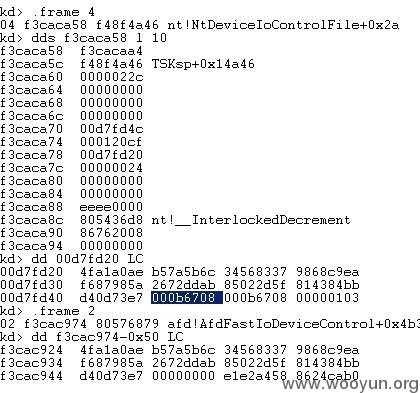 kd> .frame 4
04 f3caca58 f48f4a46 nt!NtDeviceIoControlFile+0x2a
kd> dds f3caca58 l 10
f3caca58 f3cacaa4
f3caca5c f48f4a46 TSKsp+0x14a46
f3caca60 0000022c
f3caca64 00000000
f3caca68 00000000
f3caca6c 00000000
f3caca70 00d7fd4c
f3caca74 000120cf
f3caca78 00d7fd20
f3caca7c 00000024
f3caca80 00000000
f3caca84 00000000
f3caca88 eeee0000
f3caca8c 805436d8 nt!__InterlockedDecrement
f3caca90 86762008
f3caca94 00000000
kd> dd 00d7fd20 LC
00d7fd20 4fa1a0ae b57a5b6c 34568337 9868c9ea
00d7fd30 f687985a 2672ddab 85022d5f 814384bb
00d7fd40 d40d73e7 000b6708 000b6708 00000103
kd> .frame 2
02 f3cac974 80576879 afd!AfdFastIoDeviceControl+0x4b3
kd> dd f3cac974-0x50 LC
f3cac924 4fa1a0ae b57a5b6c 34568337 9868c9ea
f3cac934 f687985a 2672ddab 85022d5f 814384bb
f3cac944 d40d73e7 00000000 e1e2a458 8624cab0
www.wooyun.org